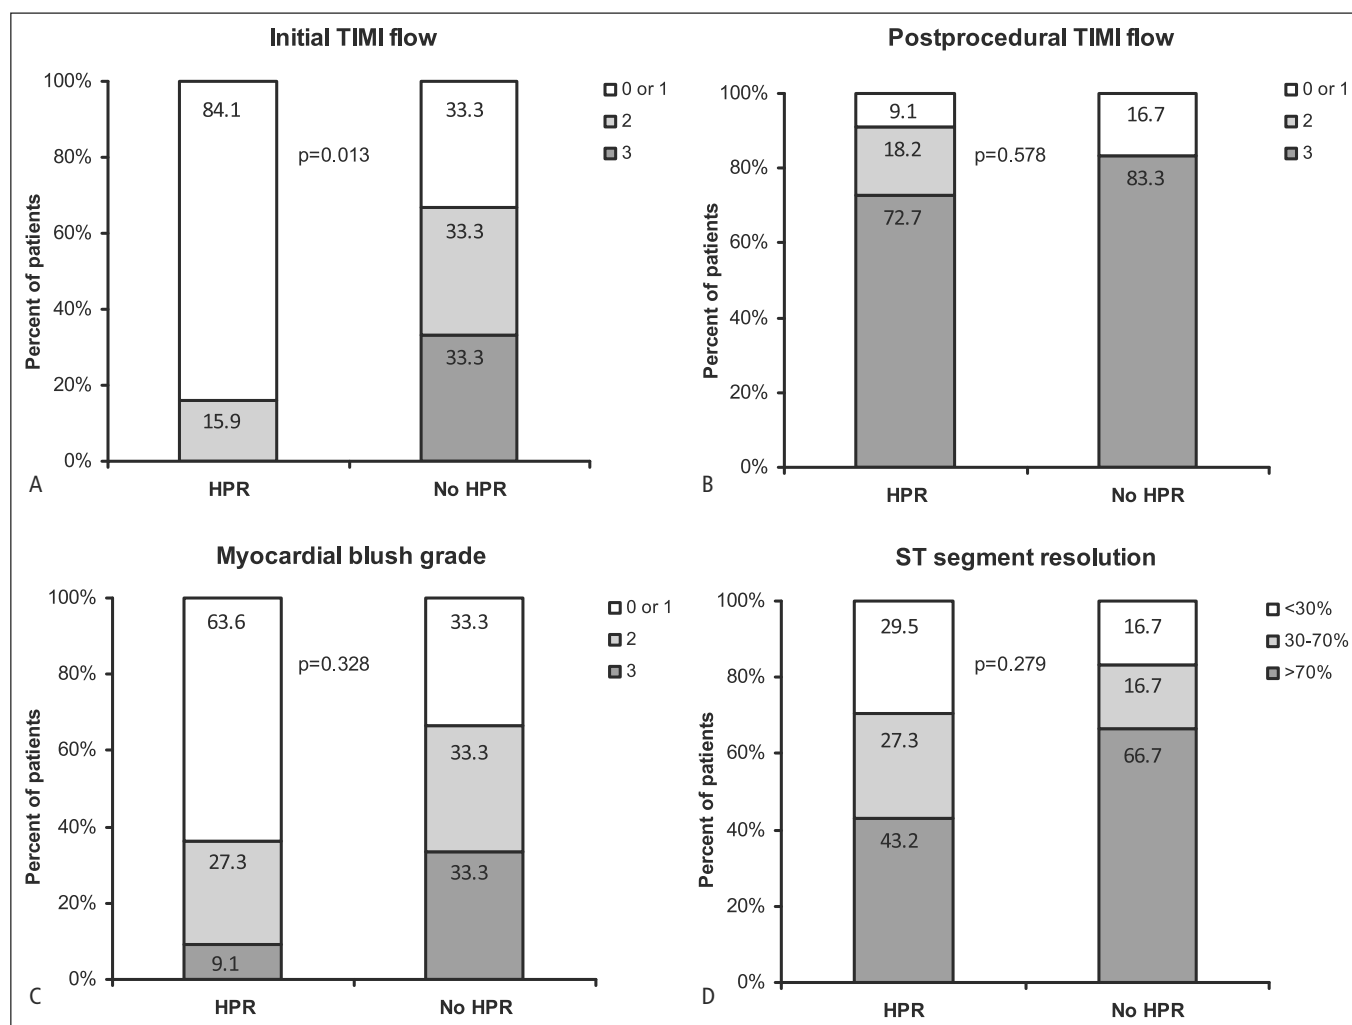 Initial TIMI flow
Percent of patients
100%
80%
60%
40%
20%
0%
84.1
15.9
p=0.013
33.3
33.3
33.3
0 or 1
2
3
HPR
No HPR
A
Postprocedural TIMI flow
Percent of patients
100%
80%
60%
40%
20%
0%
9.1
18.2
72.7
p=0.578
16.7
83.3
0 or 1
2
3
HPR
No HPR
B
Myocardial blush grade
Percent of patients
100%
80%
60%
40%
20%
0%
63.6
27.3
9.1
p=0.328
33.3
33.3
33.3
0 or 1
2
3
HPR
No HPR
C
ST segment resolution
Percent of patients
100%
80%
60%
40%
20%
0%
29.5
27.3
43.2
p=0.279
16.7
16.7
66.7
<30%
30-70%
>70%
HPR
No HPR
D